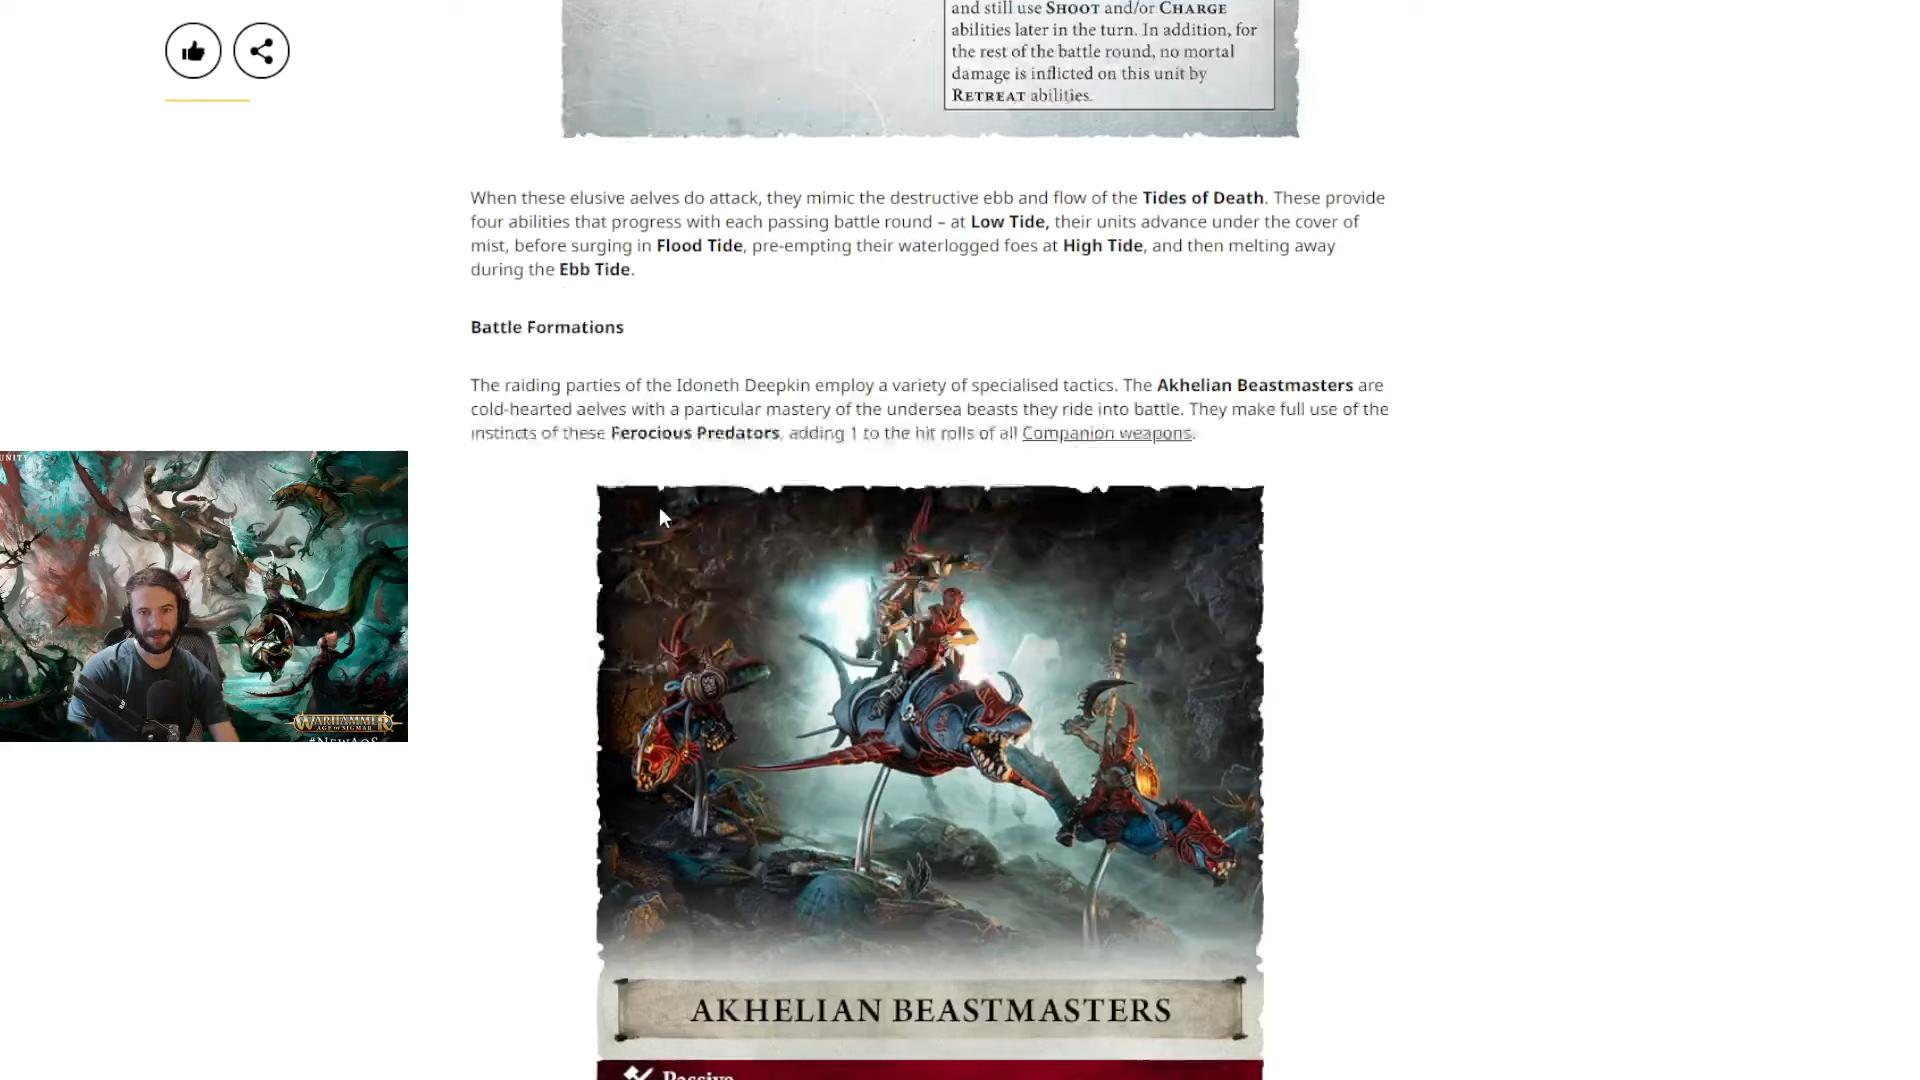 and still use SHOOT and/or CHARGE
abilities later in the turn. In addition, for
the rest of the battle round, no mortal
damage is inflicted on this unit by
RETREAT abilities.
When these elusive aelves do attack, they mimic the destructive ebb and flow of the Tides of Death. These provide
four abilities that progress with each passing battle round – at Low Tide, their units advance under the cover of
mist, before surging in Flood Tide, pre-empting their waterlogged foes at High Tide, and then melting away
during the Ebb Tide.
Battle Formations
The raiding parties of the Idoneth Deepkin employ a variety of specialised tactics. The Akhelian Beastmasters are
cold-hearted aelves with a particular mastery of the undersea beasts they ride into battle. They make full use of the
instincts of these Ferocious Predators, adding 1 to the hit rolls of all Companion weapons.
UNITY
WARHAMMER
AGE OF SIGMAR
#NEWAOS
AKHELIAN BEASTMASTERS
Passive